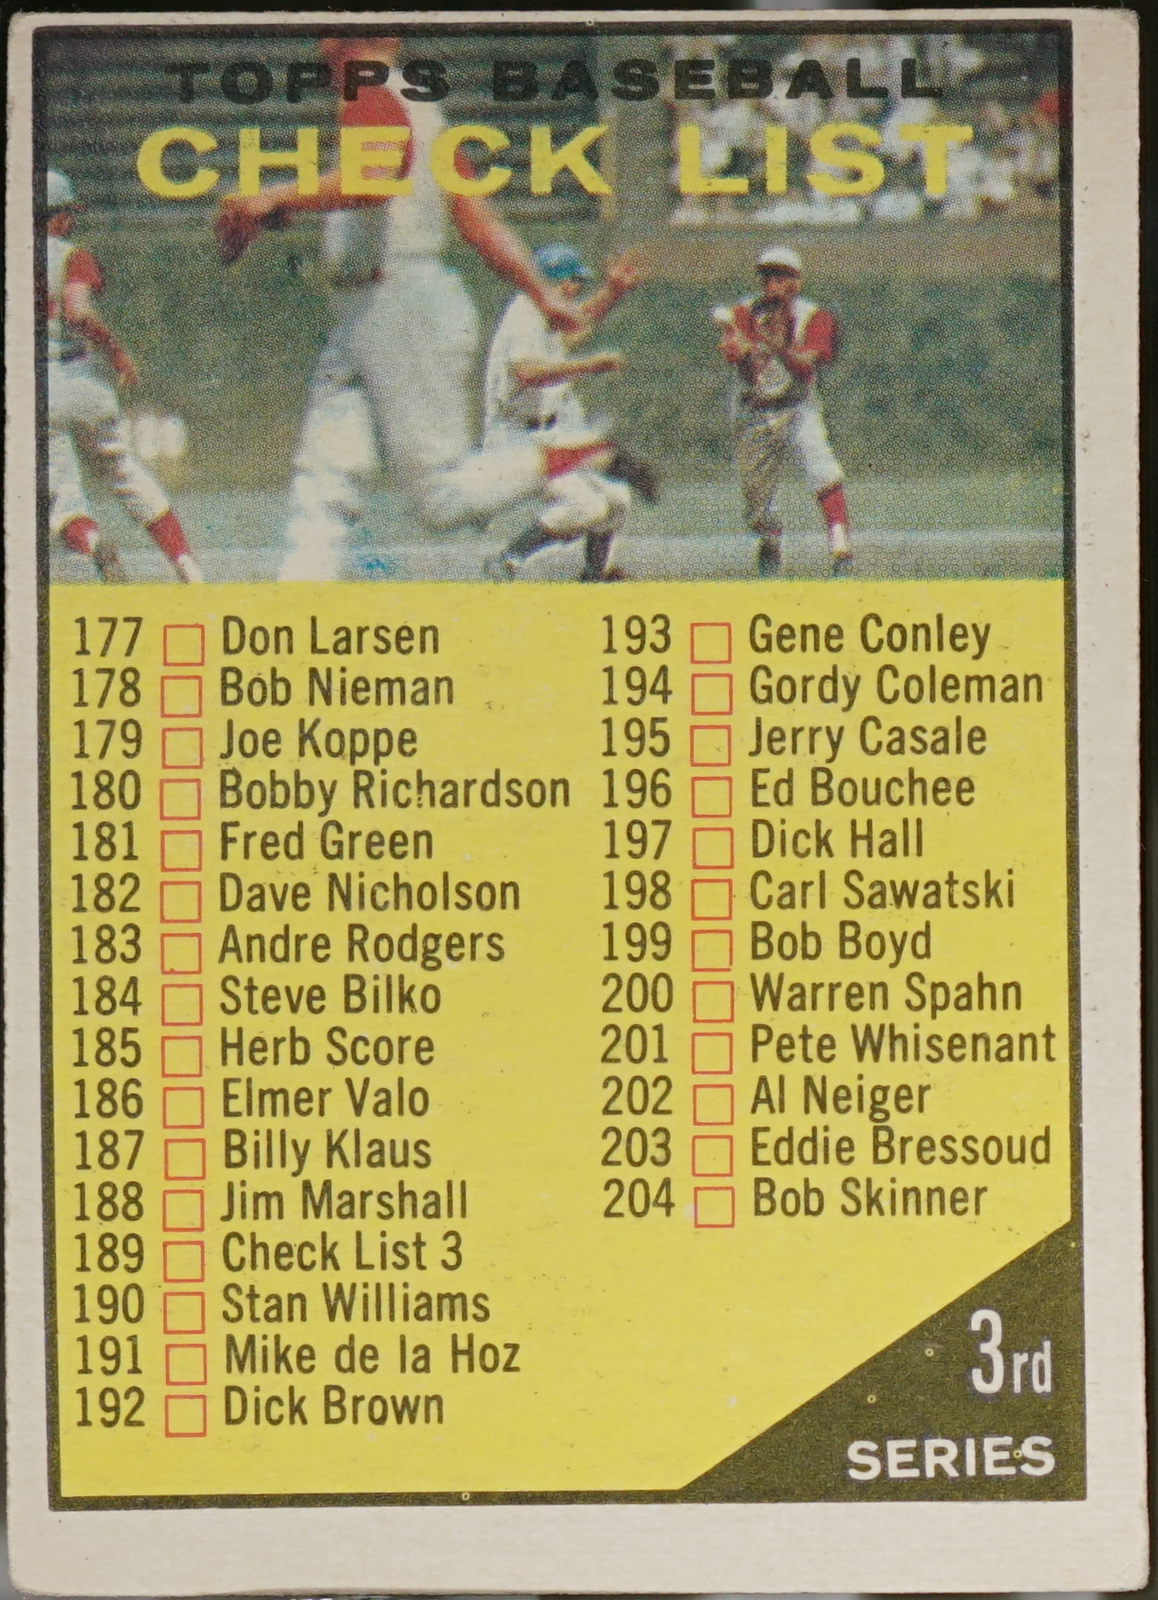 TOPPS BASEBALL
CHECK LIST
177 Don Larsen
178 Bob Nieman
179 Joe Koppe
180 Bobby Richardson
181 Fred Green
182 Dave Nicholson
183 Andre Rodgers
184 Steve Bilko
185 Herb Score
186 Elmer Valo
187 Billy Klaus
188 Jim Marshall
189 Check List 3
190 Stan Williams
191 Mike de la Hoz
192 Dick Brown
193 Gene Conley
194 Gordy Coleman
195 Jerry Casale
196 Ed Bouchee
197 Dick Hall
198 Carl Sawatski
199 Bob Boyd
200 Warren Spahn
201 Pete Whisenant
202 Al Neiger
203 Eddie Bressoud
204 Bob Skinner
3rd
SERIES